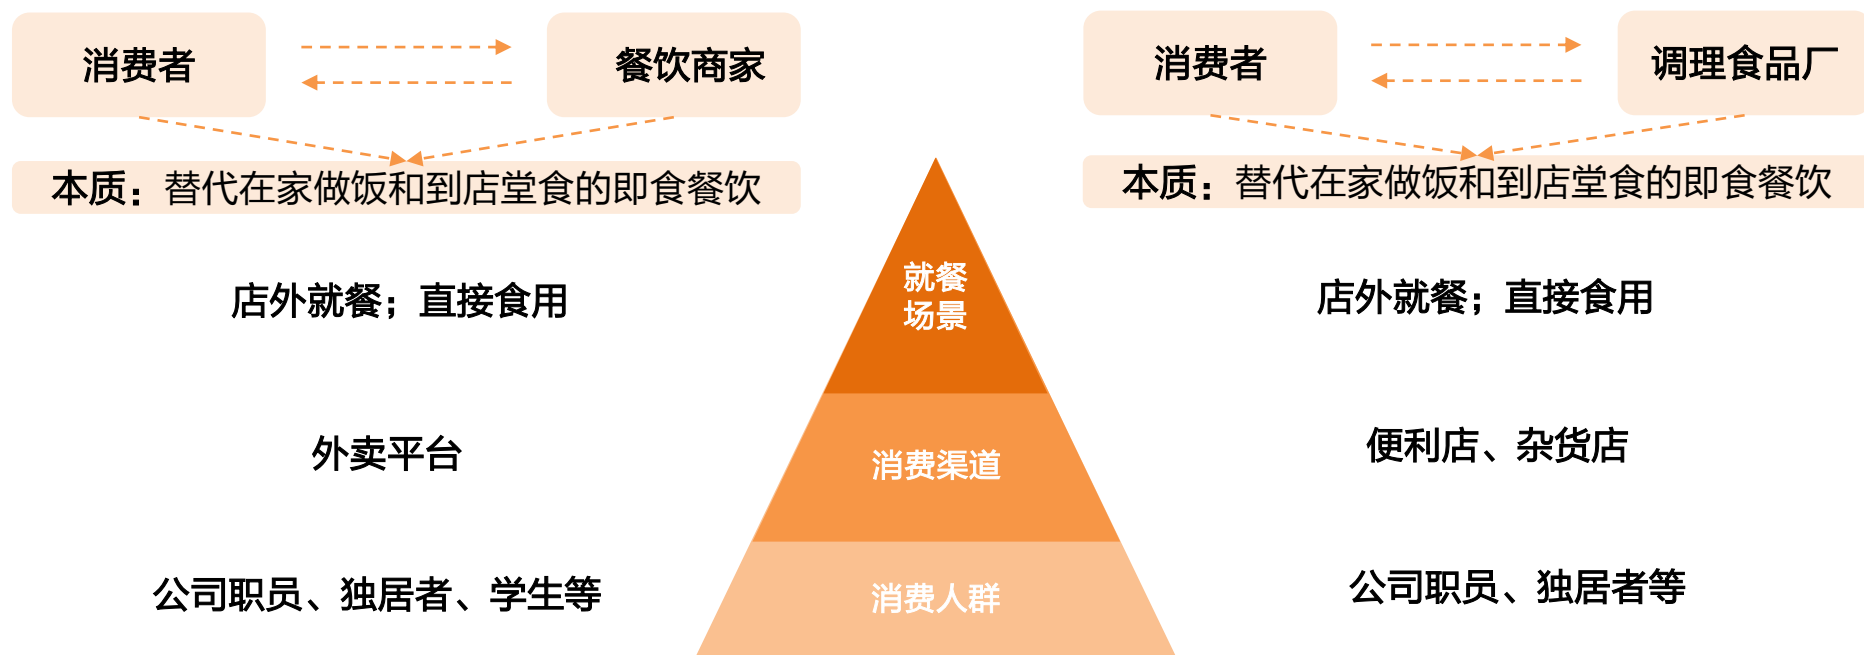 消费者
餐饮商家
消费者
调理食品厂
本质：替代在家做饭和到店堂食的即食餐饮
本质：替代在家做饭和到店堂食的即食餐饮
店外就餐；直接食用
就餐
场景
店外就餐；直接食用
外卖平台
消费渠道
便利店、杂货店
公司职员、独居者、学生等
消费人群
公司职员、独居者等